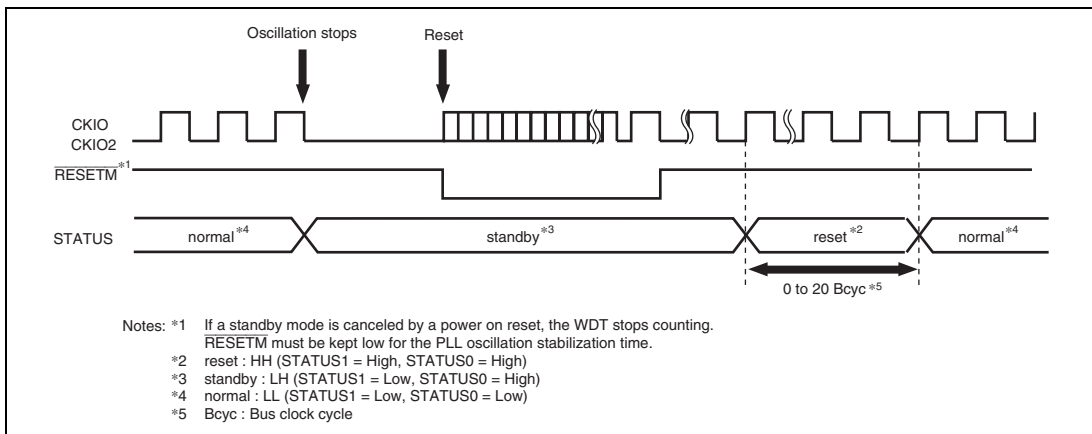 Oscillation stops
Reset
CKIO
CKIO2
RESETM*1
STATUS
normal*4
standby*3
reset*2
normal*4
0 to 20 Bcyc *5
Notes: *1 If a standby mode is canceled by a power on reset, the WDT stops counting.
RESETM must be kept low for the PLL oscillation stabilization time.
*2 reset : HH (STATUS1 = High, STATUS0 = High)
*3 standby : LH (STATUS1 = Low, STATUS0 = High)
*4 normal : LL (STATUS1 = Low, STATUS0 = Low)
*5 Bcyc : Bus clock cycle